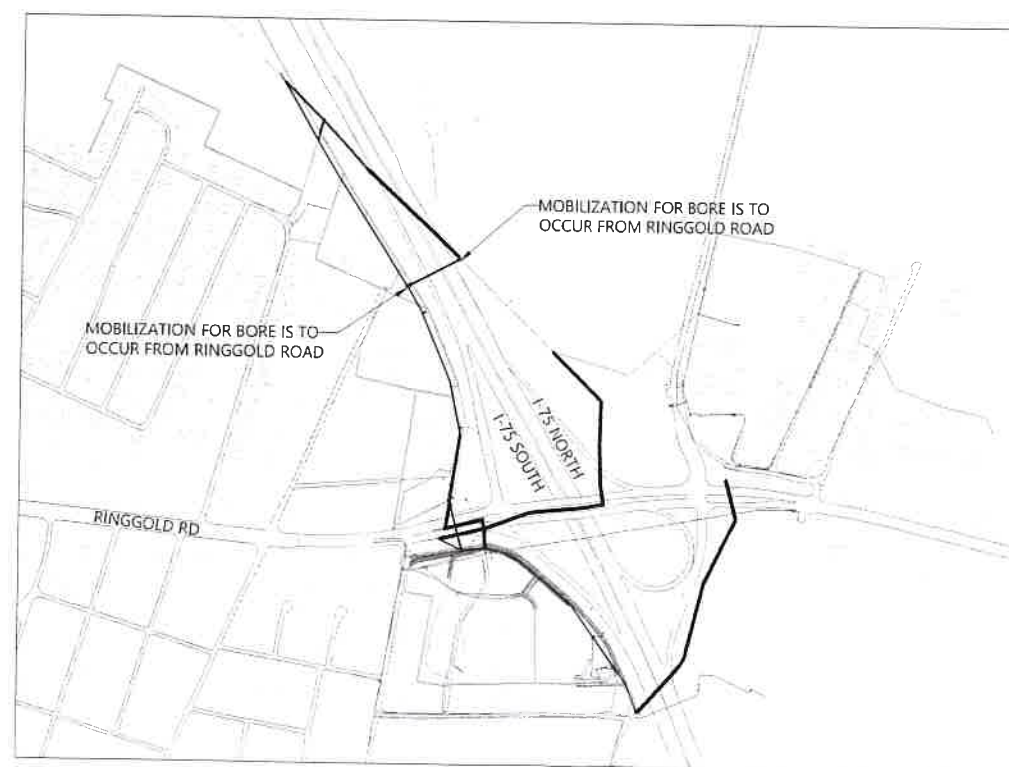 MOBILIZATION FOR BORE IS TO
OCCUR FROM RINGGOLD ROAD
MOBILIZATION FOR BORE IS TO
OCCUR FROM RINGGOLD ROAD
I-75 NORTH
I-75 SOUTH
RINGGOLD RD